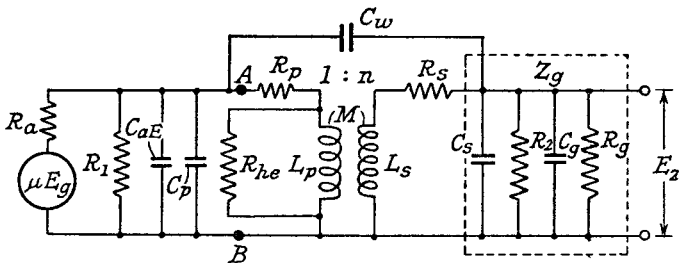 C_w
A
R_p
1 : n
R_s
Z_g
R_a
C_aE
(M)
C_s
R_2
C_g
R_g
μE_g
R_1
C_p
R_he
L_p
L_s
E_2
B